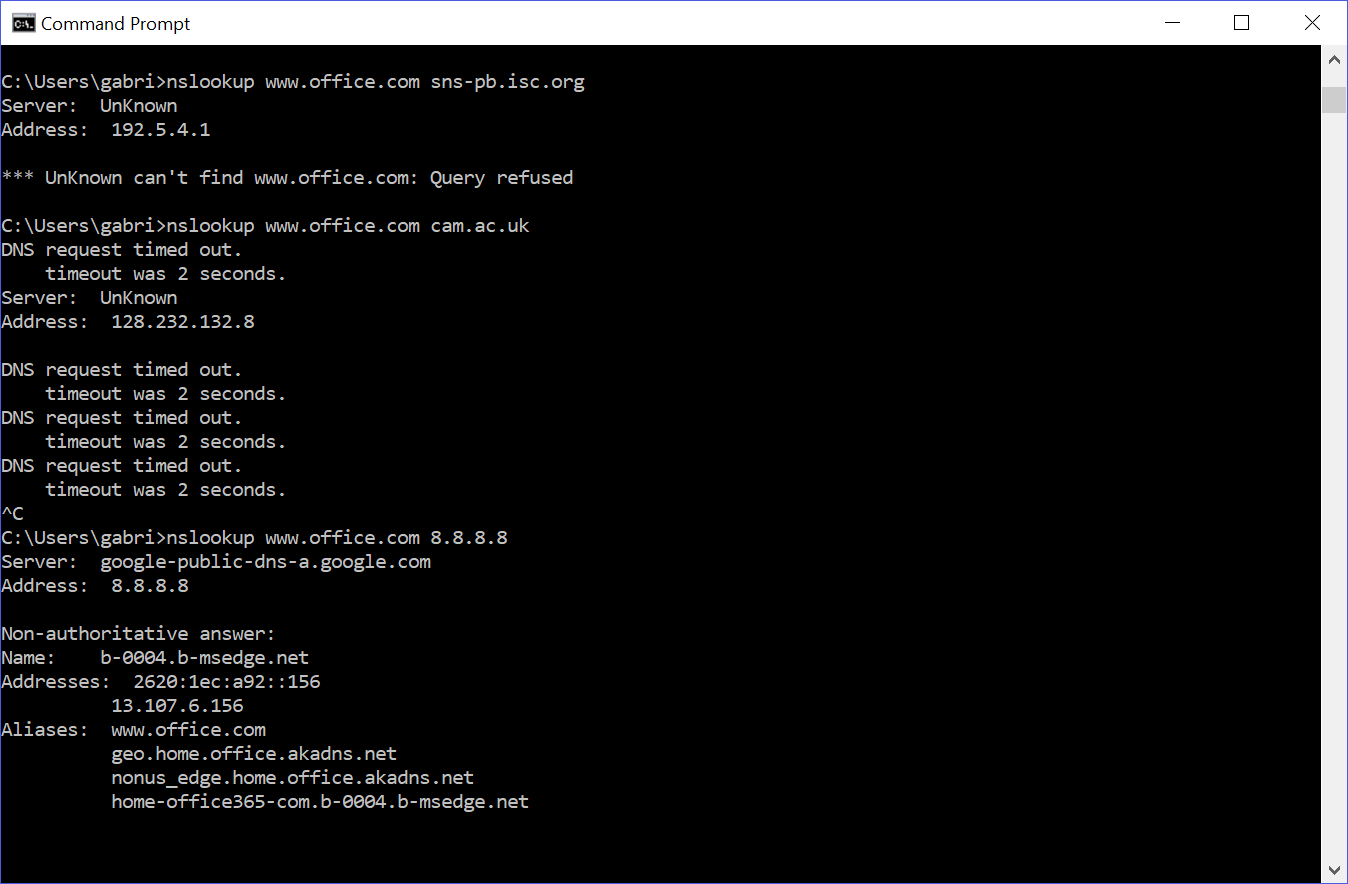 Command Prompt
C:\Users\gabri>nslookup www.office.com sns-pb.isc.org
Server:  UnKnown
Address:  192.5.4.1
*** UnKnown can't find www.office.com: Query refused
C:\Users\gabri>nslookup www.office.com cam.ac.uk
DNS request timed out.
    timeout was 2 seconds.
Server:  UnKnown
Address:  128.232.132.8
DNS request timed out.
    timeout was 2 seconds.
DNS request timed out.
    timeout was 2 seconds.
DNS request timed out.
    timeout was 2 seconds.
^C
C:\Users\gabri>nslookup www.office.com 8.8.8.8
Server:  google-public-dns-a.google.com
Address:  8.8.8.8
Non-authoritative answer:
Name:    b-0004.b-msedge.net
Addresses:  2620:1ec:a92::156
          13.107.6.156
Aliases:  www.office.com
          geo.home.office.akadns.net
          nonus_edge.home.office.akadns.net
          home-office365-com.b-0004.b-msedge.net